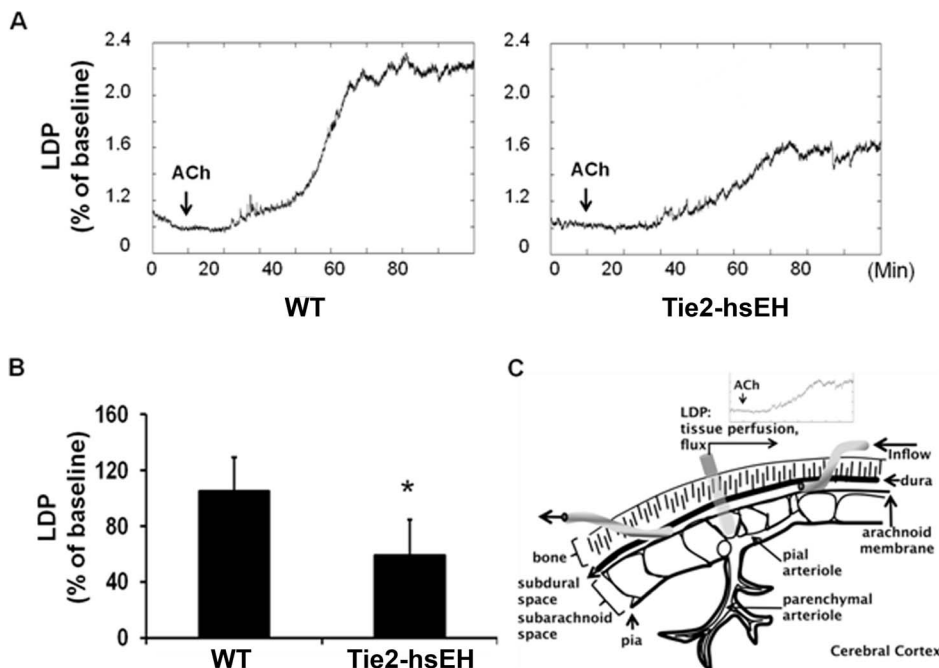 A
LDP
(% of baseline)
2.4
2.0
1.6
1.2
0
ACh
0 20 40 60 80
WT
2.4
2.0
1.6
1.2
0
ACh
0 20 40 60 80 (Min)
Tie2-hsEH
B
LDP
(% of baseline)
160
120
80
40
0
*
WT Tie2-hsEH
C
ACh
LDP:
tissue perfusion,
flux
Inflow
dura
arachnoid
membrane
bone
subdural
space
subarachnoid
space
pia
pial
arteriole
parenchymal
arteriole
Cerebral Cortex